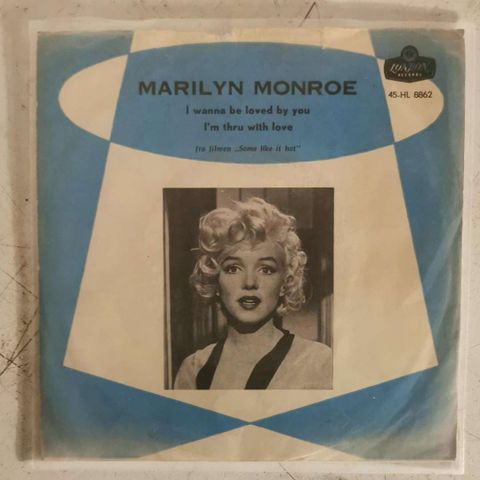 LONDON
RECORDS
45-HL 8862
MARILYN MONROE
I wanna be loved by you
I'm thru with love
fra filmen „Some like it hot"